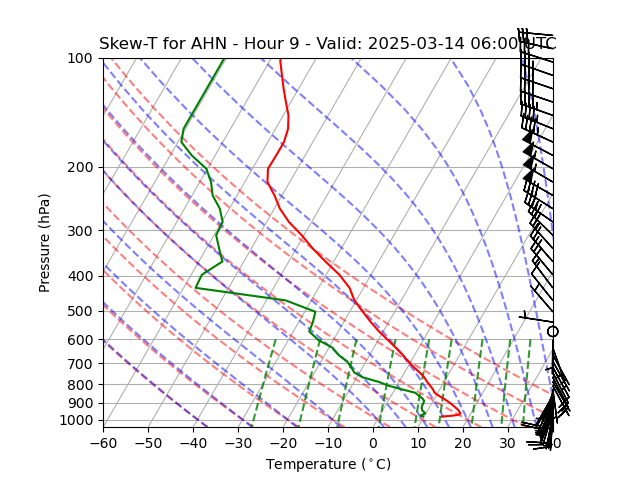 Skew-T for AHN - Hour 9 - Valid: 2025-03-14 06:00 UTC
100
200
300
400
500
600
700
800
900
1000
Pressure (hPa)
−60 −50 −40 −30 −20 −10 0 10 20 30 40
Temperature (°C)